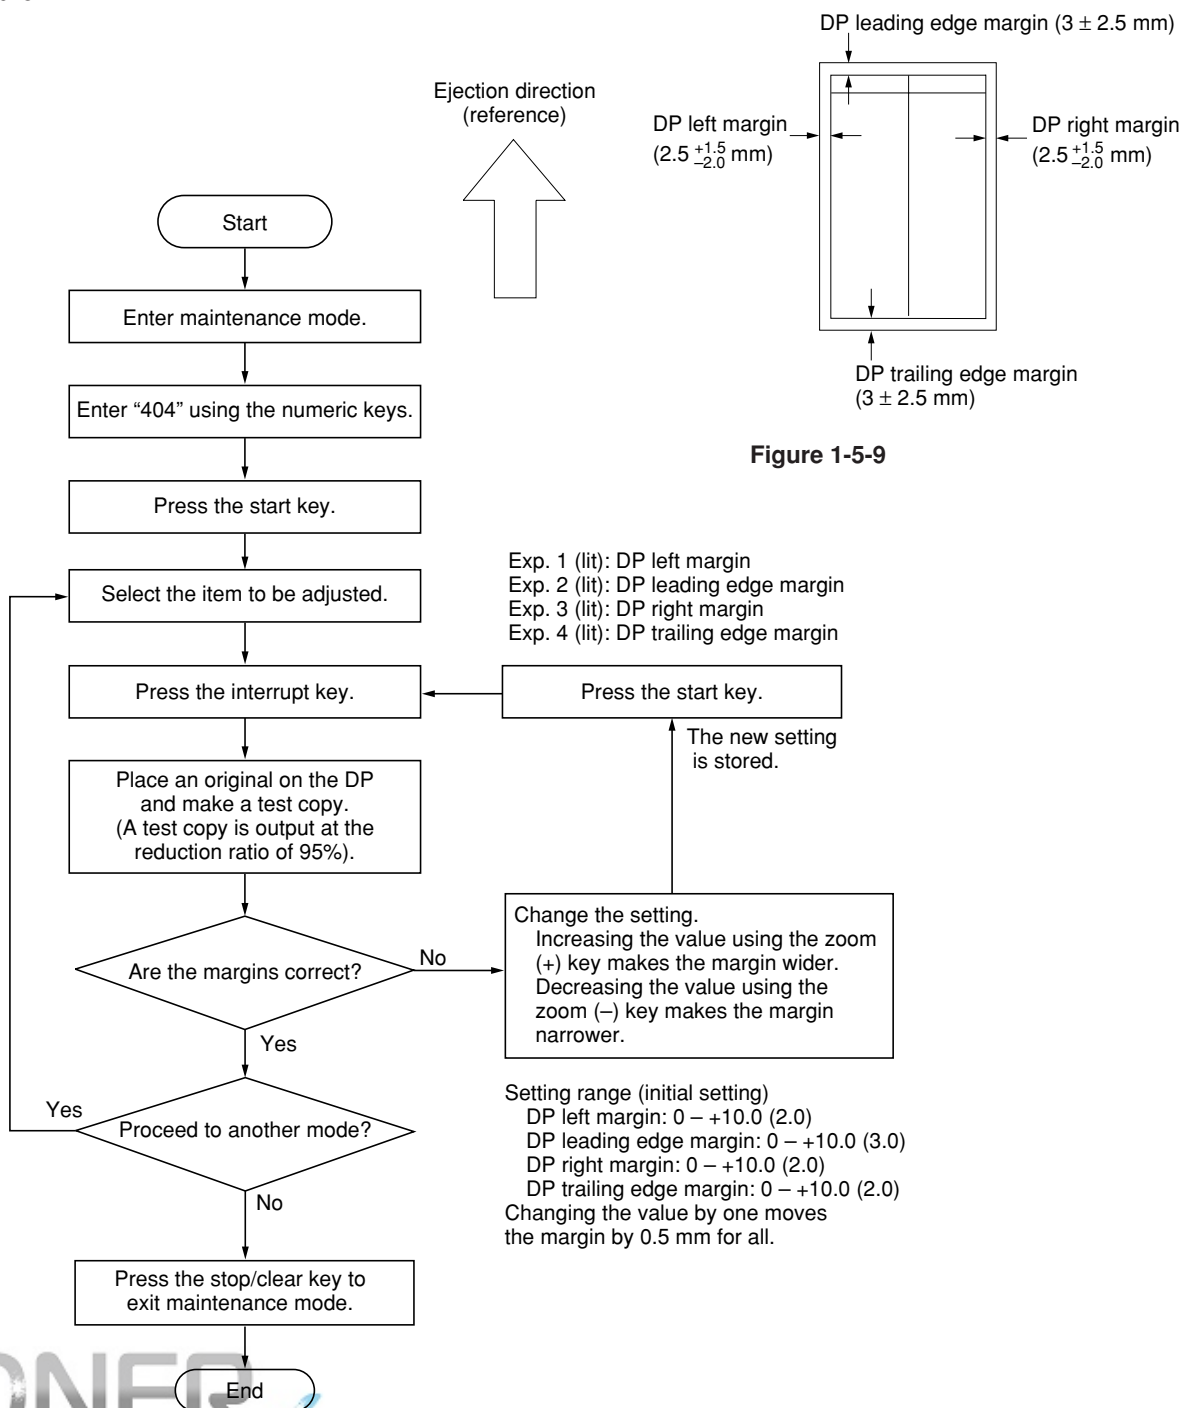 DP leading edge margin (3 ± 2.5 mm)
Ejection direction
(reference)
DP left margin
(2.5 +1.5 –2.0 mm)
DP right margin
(2.5 +1.5 –2.0 mm)
DP trailing edge margin
(3 ± 2.5 mm)
Figure 1-5-9
Start
Enter maintenance mode.
Enter “404” using the numeric keys.
Press the start key.
Select the item to be adjusted.
Exp. 1 (lit): DP left margin
Exp. 2 (lit): DP leading edge margin
Exp. 3 (lit): DP right margin
Exp. 4 (lit): DP trailing edge margin
Press the interrupt key.
Press the start key.
The new setting
is stored.
Place an original on the DP
and make a test copy.
(A test copy is output at the
reduction ratio of 95%).
Are the margins correct?
No
Change the setting.
Increasing the value using the zoom
(+) key makes the margin wider.
Decreasing the value using the
zoom (–) key makes the margin
narrower.
Yes
Yes
Proceed to another mode?
No
Setting range (initial setting)
DP left margin: 0 – +10.0 (2.0)
DP leading edge margin: 0 – +10.0 (3.0)
DP right margin: 0 – +10.0 (2.0)
DP trailing edge margin: 0 – +10.0 (2.0)
Changing the value by one moves
the margin by 0.5 mm for all.
Press the stop/clear key to
exit maintenance mode.
End